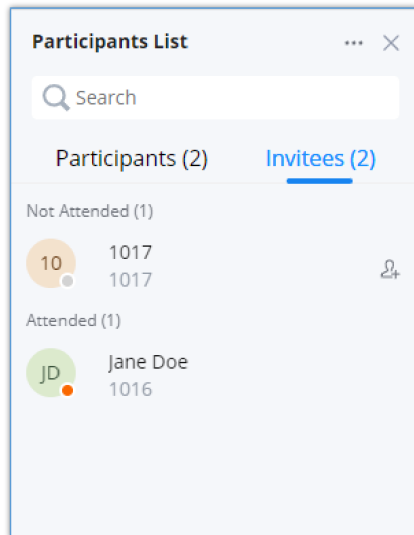 Participants List
Search
Participants (2) Invitees (2)
Not Attended (1)
10 1017
1017
Attended (1)
JD Jane Doe
1016